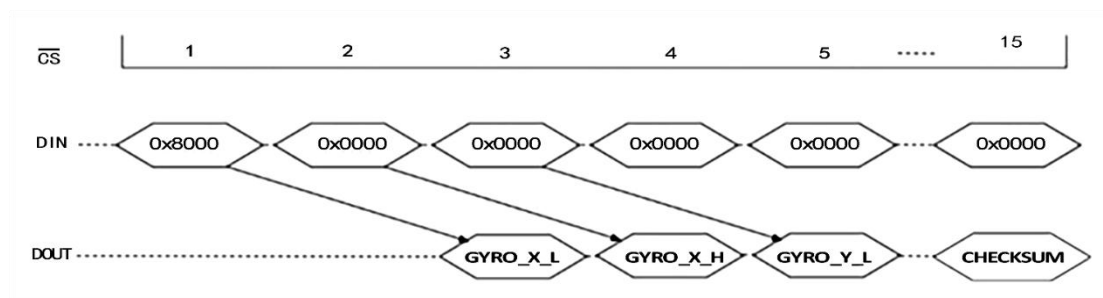 CS 1 2 3 4 5 ...... 15
DIN 0x8000 0x0000 0x0000 0x0000 0x0000 0x0000
DOUT GYRO_X_L GYRO_X_H GYRO_Y_L CHECKSUM